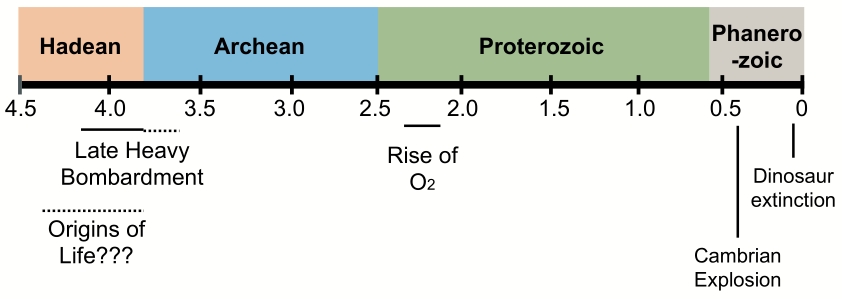 Hadean
Archean
Proterozoic
Phanero
-zoic
4.5
4.0
3.5
3.0
2.5
2.0
1.5
1.0
0.5
0
Late Heavy
Bombardment
Rise of
O2
Dinosaur
extinction
Origins of
Life???
Cambrian
Explosion